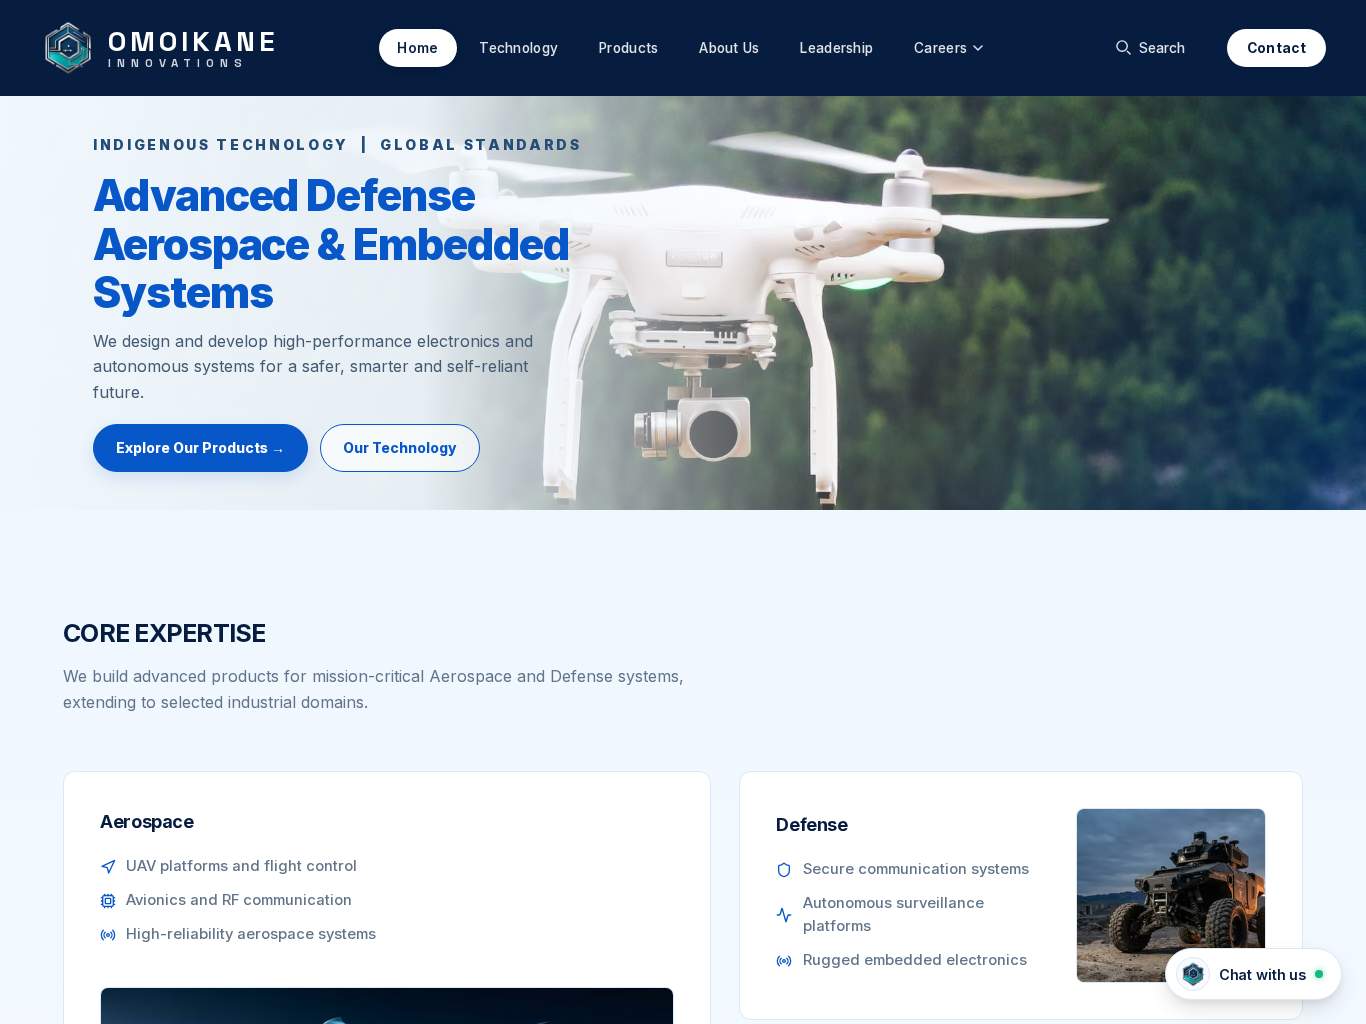 OMOIKANE
INNOVATIONS
Home
Technology
Products
About Us
Leadership
Careers
Search
Contact
INDIGENOUS TECHNOLOGY | GLOBAL STANDARDS
Advanced Defense
Aerospace & Embedded
Systems
We design and develop high-performance electronics and
autonomous systems for a safer, smarter and self-reliant
future.
Explore Our Products →
Our Technology
CORE EXPERTISE
We build advanced products for mission-critical Aerospace and Defense systems,
extending to selected industrial domains.
Aerospace
UAV platforms and flight control
Avionics and RF communication
High-reliability aerospace systems
Defense
Secure communication systems
Autonomous surveillance
platforms
Rugged embedded electronics
Chat with us